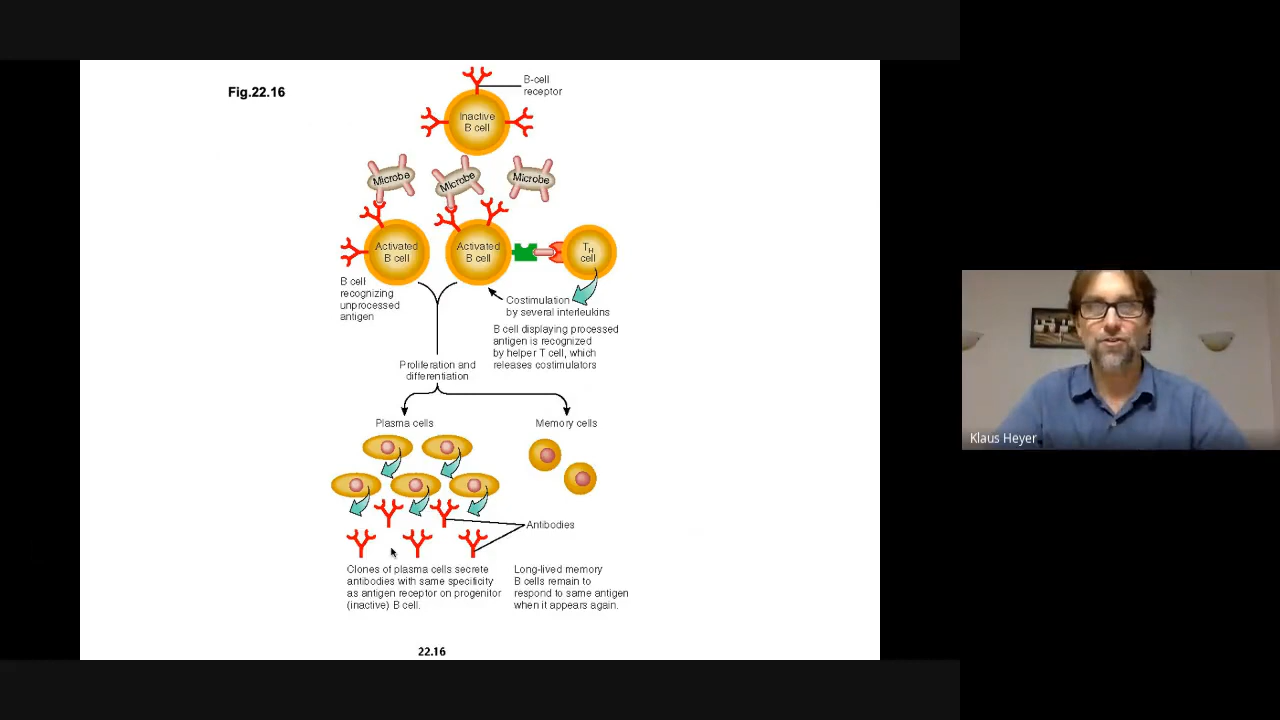 Fig.22.16
B-cell
receptor
Inactive
B cell
Microbe
Microbe
Microbe
Activated
B cell
Activated
B cell
TH
cell
B cell
recognizing
unprocessed
antigen
Costimulation
by several interleukins
B cell displaying processed
antigen is recognized
by helper T cell, which
releases costimulators
Proliferation and
differentiation
Plasma cells
Memory cells
Antibodies
Clones of plasma cells secrete
antibodies with same specificity
as antigen receptor on progenitor
(inactive) B cell.
Long-lived memory
B cells remain to
respond to same antigen
when it appears again.
22.16
Klaus Heyer